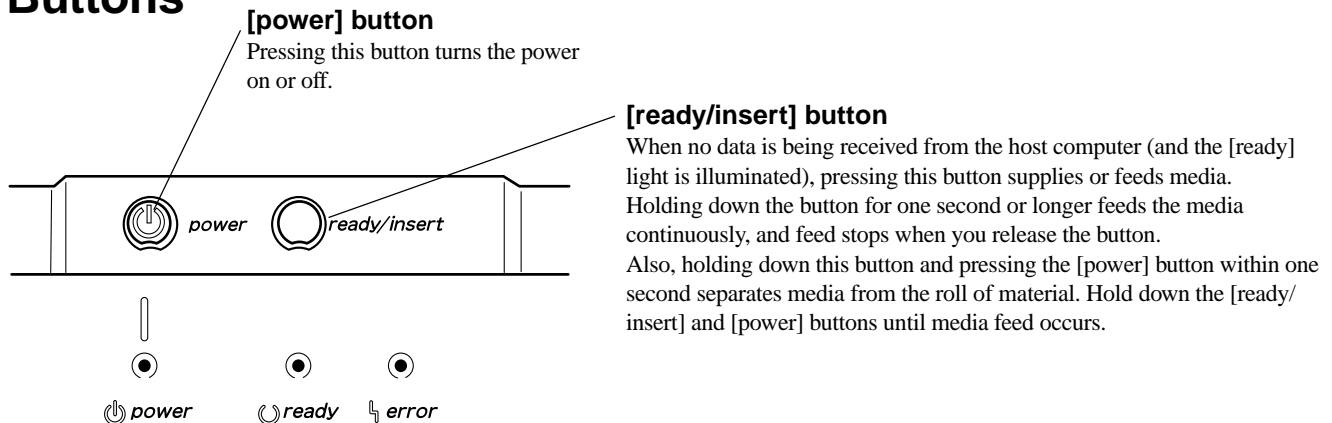 Buttons
[power] button
Pressing this button turns the power
on or off.
[ready/insert] button
When no data is being received from the host computer (and the [ready]
light is illuminated), pressing this button supplies or feeds media.
Holding down the button for one second or longer feeds the media
continuously, and feed stops when you release the button.
Also, holding down this button and pressing the [power] button within one
second separates media from the roll of material. Hold down the [ready/
insert] and [power] buttons until media feed occurs.
power ready/insert
power ready error